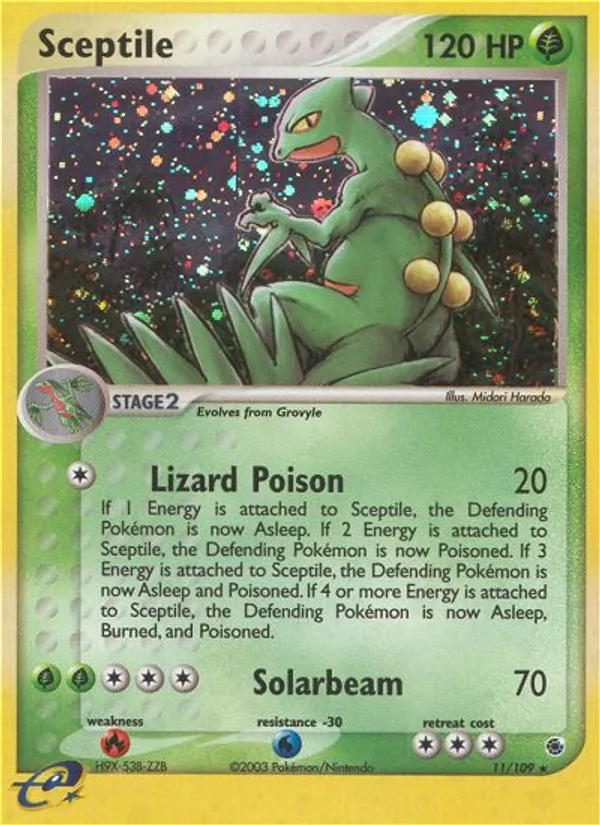 Sceptile 120 HP
Illus. Midori Harada
STAGE2
Evolves from Grovyle
Lizard Poison 20
If 1 Energy is attached to Sceptile, the Defending
Pokémon is now Asleep. If 2 Energy is attached to
Sceptile, the Defending Pokémon is now Poisoned. If 3
Energy is attached to Sceptile, the Defending Pokémon is
now Asleep and Poisoned. If 4 or more Energy is attached
to Sceptile, the Defending Pokémon is now Asleep,
Burned, and Poisoned.
Solarbeam 70
weakness resistance -30 retreat cost
H9X-538-ZZB ©2003 Pokémon/Nintendo 11/109 ★
e